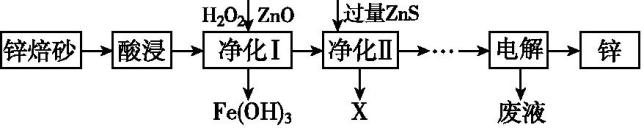 H₂O₂ ZnO 过量ZnS
锌焙砂 酸浸 净化Ⅰ 净化Ⅱ ··· 电解 锌
Fe(OH)₃ X 废液